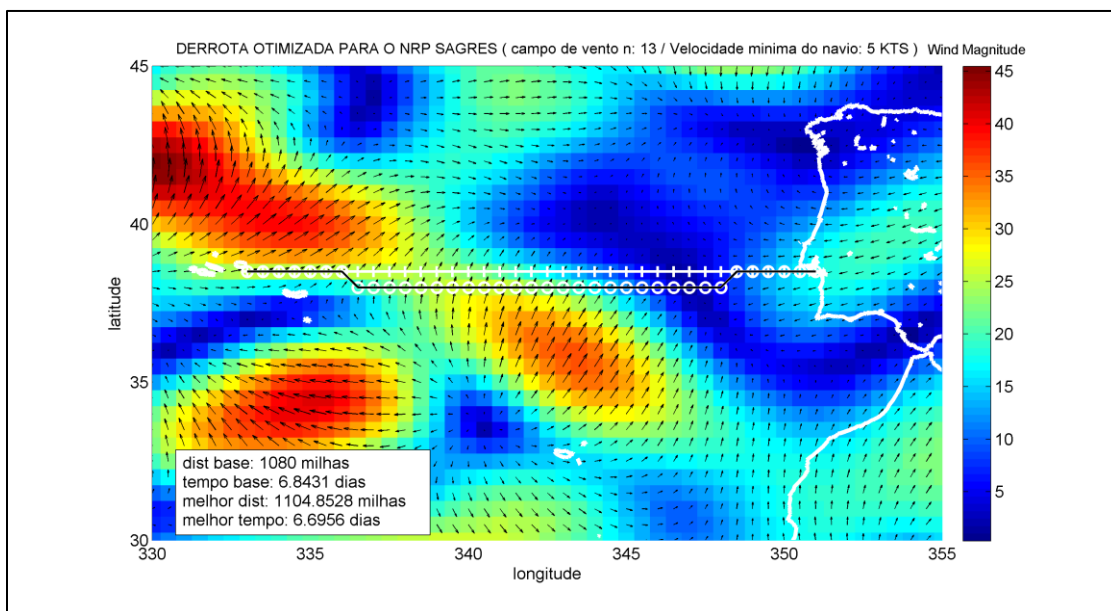 DERROTA OTIMIZADA PARA O NRP SAGRES ( campo de vento n: 13 / Velocidade minima do navio: 5 KTS )
Wind Magnitude
45
40
35
30
latitude
330
335
340
345
350
355
longitude
dist base: 1080 milhas
tempo base: 6.8431 dias
melhor dist: 1104.8528 milhas
melhor tempo: 6.6956 dias
45
40
35
30
25
20
15
10
5